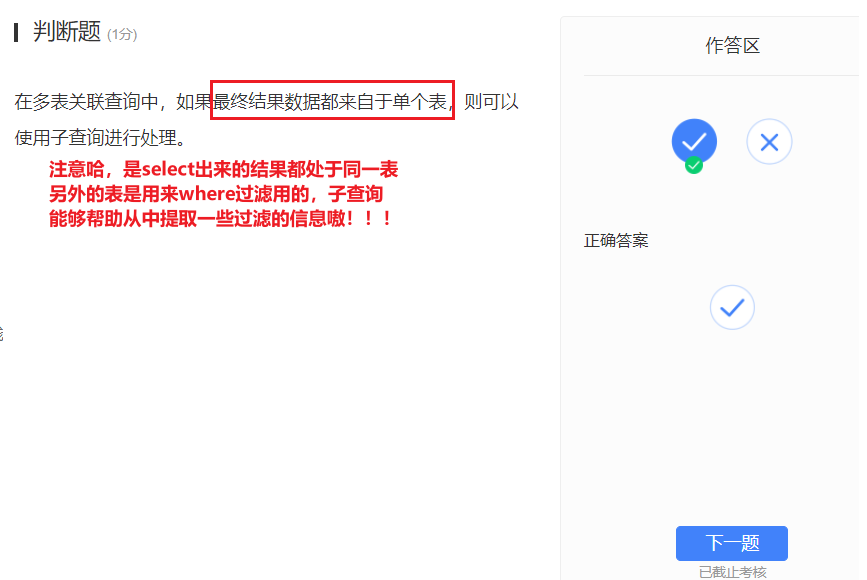 判断题 (1分)
在多表关联查询中，如果最终结果数据都来自于单个表，则可以
使用子查询进行处理。
注意哈，是select出来的结果都处于同一表
另外的表是用来where过滤用的，子查询
能够帮助从中提取一些过滤的信息嗷！！！
作答区
正确答案
下一题
已截止考核